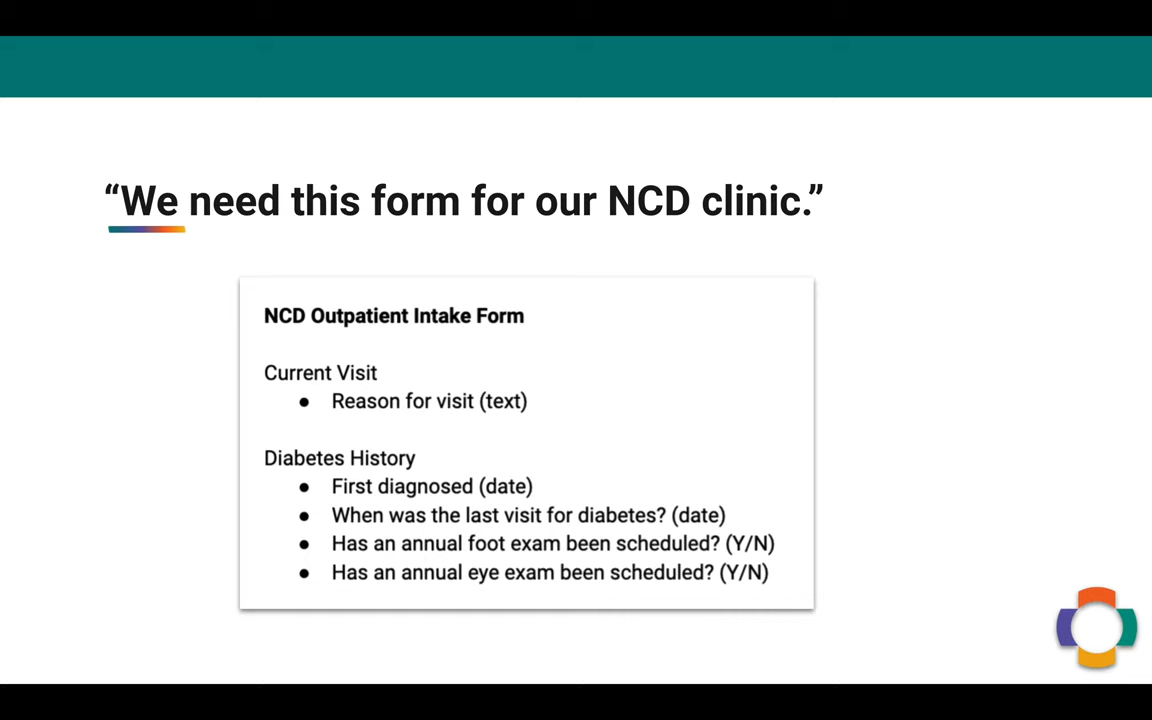 “We need this form for our NCD clinic.”
NCD Outpatient Intake Form
Current Visit
● Reason for visit (text)
Diabetes History
● First diagnosed (date)
● When was the last visit for diabetes? (date)
● Has an annual foot exam been scheduled? (Y/N)
● Has an annual eye exam been scheduled? (Y/N)